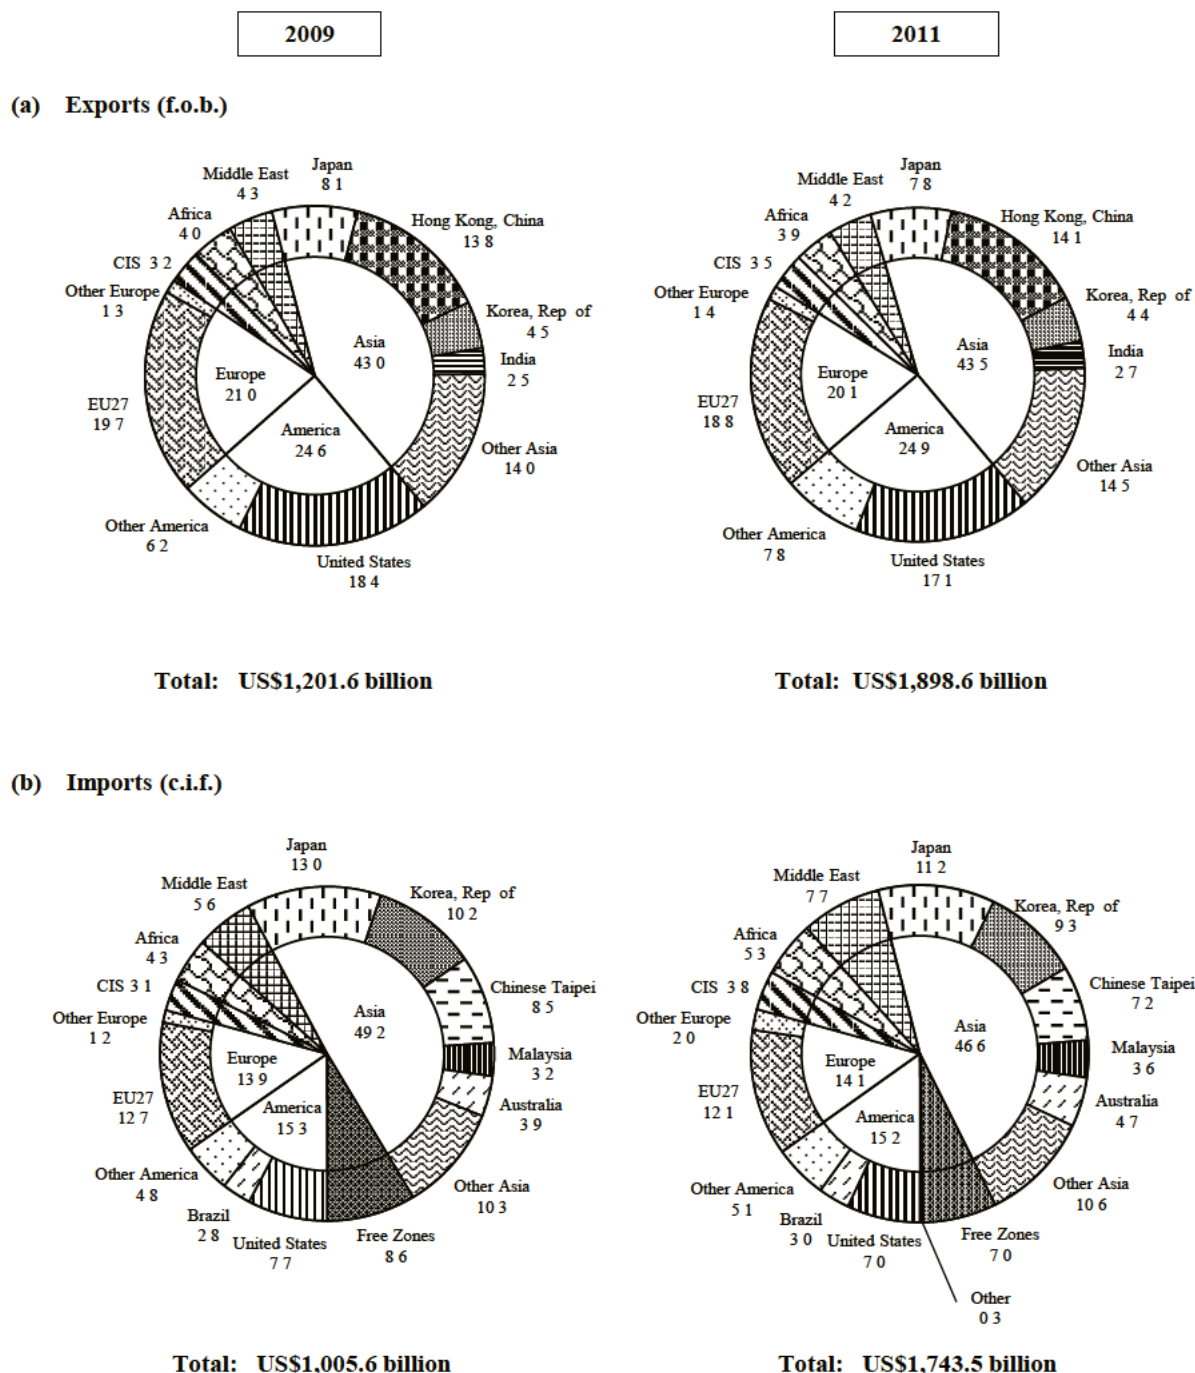 2009
2011
(a) Exports (f.o.b.)
Japan
8 1
Middle East
4 3
Africa
4 0
CIS 3 2
Other Europe
1 3
EU27
19 7
Other America
6 2
United States
18 4
Other Asia
14 0
India
2 5
Korea, Rep of
4 5
Hong Kong, China
13 8
Asia
43 0
Europe
21 0
America
24 6
Total: US$1,201.6 billion
Japan
7 8
Middle East
4 2
Africa
3 9
CIS 3 5
Other Europe
1 4
EU27
18 8
Other America
7 8
United States
17 1
Other Asia
14 5
India
2 7
Korea, Rep of
4 4
Hong Kong, China
14 1
Asia
43 5
Europe
20 1
America
24 9
Total: US$1,898.6 billion
(b) Imports (c.i.f.)
Japan
13 0
Middle East
5 6
Africa
4 3
CIS 3 1
Other Europe
1 2
EU27
12 7
Other America
4 8
Brazil
2 8
United States
7 7
Free Zones
8 6
Other Asia
10 3
Australia
3 9
Malaysia
3 2
Chinese Taipei
8 5
Korea, Rep of
10 2
Asia
49 2
Europe
13 9
America
15 3
Total: US$1,005.6 billion
Japan
11 2
Middle East
7 7
Africa
5 3
CIS 3 8
Other Europe
2 0
EU27
12 1
Other America
5 1
Brazil
3 0
United States
7 0
Other
0 3
Free Zones
7 0
Other Asia
10 6
Australia
4 7
Malaysia
3 6
Chinese Taipei
7 2
Korea, Rep of
9 3
Asia
46 6
Europe
14 1
America
15 2
Total: US$1,743.5 billion